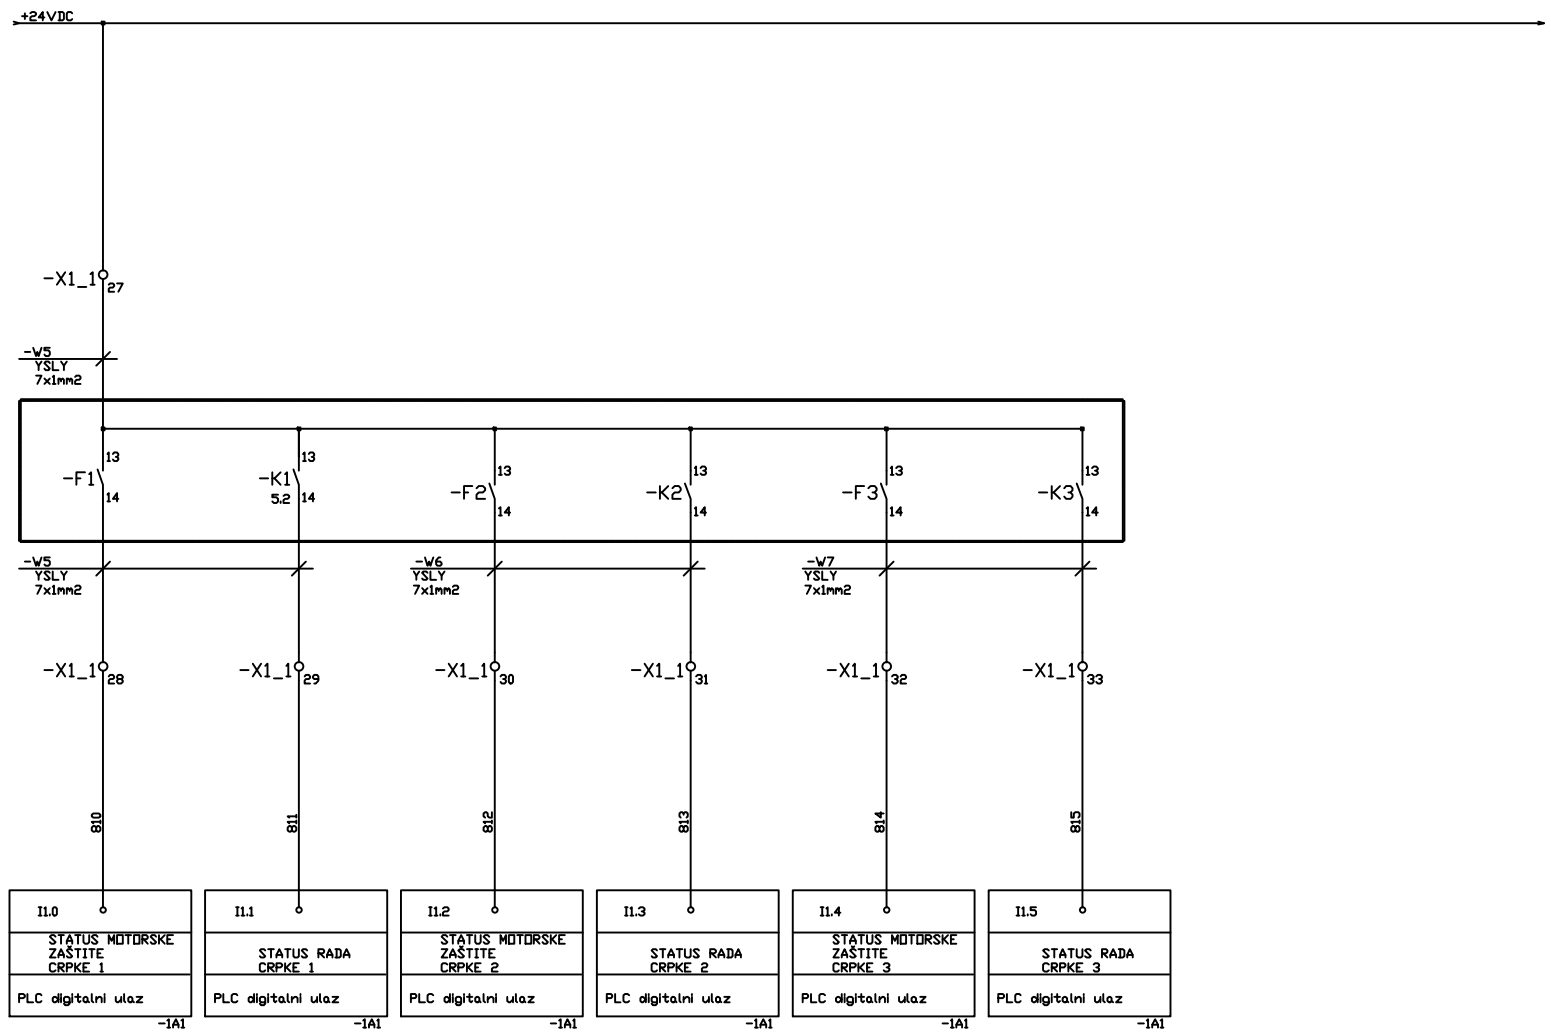 +24VDC
-X1_1
27
-W5
YSLY
7x1mm2
13
-F1
14
13
-K1
5.2
14
13
-F2
14
13
-K2
14
13
-F3
14
13
-K3
14
-W5
YSLY
7x1mm2
-W6
YSLY
7x1mm2
-W7
YSLY
7x1mm2
-X1_1
28
-X1_1
29
-X1_1
30
-X1_1
31
-X1_1
32
-X1_1
33
810
811
812
813
814
815
I1.0
STATUS MOTORSKE
ZAŠTITE
CRPKE 1
PLC digitalni ulaz
-1A1
I1.1
STATUS RADA
CRPKE 1
PLC digitalni ulaz
-1A1
I1.2
STATUS MOTORSKE
ZAŠTITE
CRPKE 2
PLC digitalni ulaz
-1A1
I1.3
STATUS RADA
CRPKE 2
PLC digitalni ulaz
-1A1
I1.4
STATUS MOTORSKE
ZAŠTITE
CRPKE 3
PLC digitalni ulaz
-1A1
I1.5
STATUS RADA
CRPKE 3
PLC digitalni ulaz
-1A1